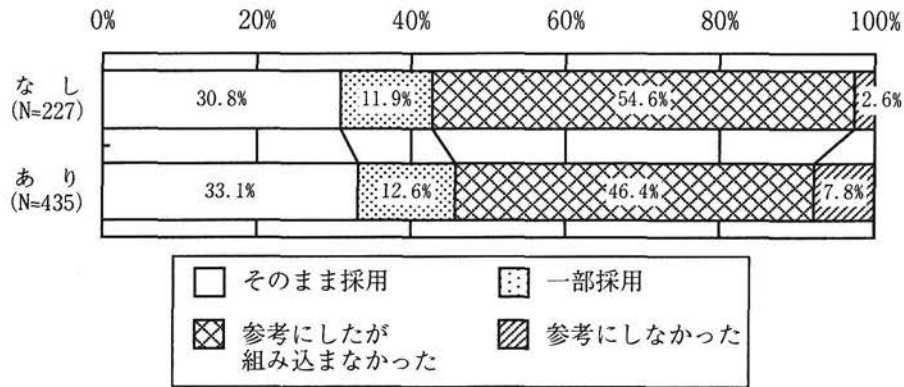 0% 20% 40% 60% 80% 100%
なし
(N=227)
30.8% 11.9% 54.6% 2.6%
あり
(N=435)
33.1% 12.6% 46.4% 7.8%
そのまま採用 一部採用
参考にしたが
組み込まなかった
参考にしなかった